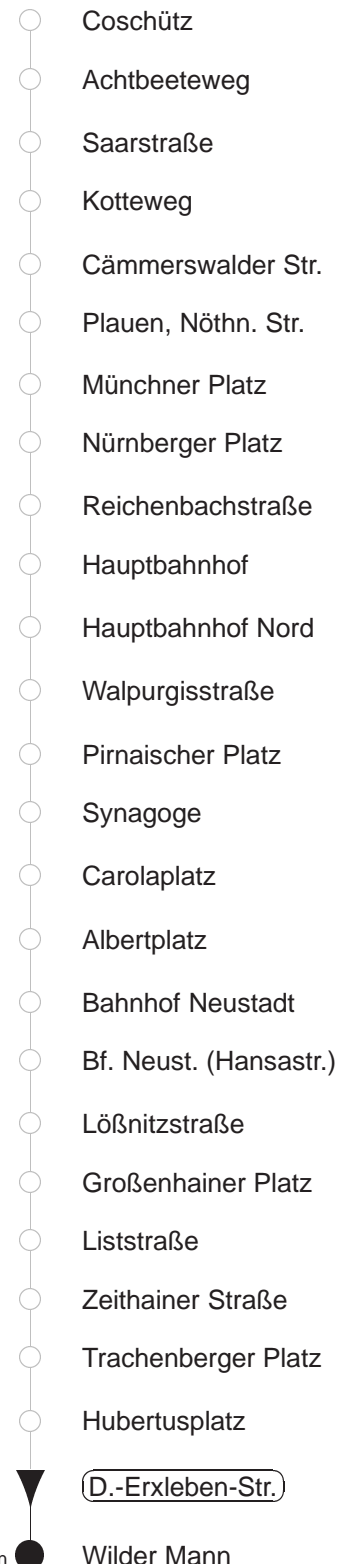 Coschütz
Achtbeeteweg
Saarstraße
Kotteweg
Cämmerswalder Str.
Plauen, Nöthn. Str.
Münchner Platz
Nürnberger Platz
Reichenbachstraße
Hauptbahnhof
Hauptbahnhof Nord
Walpurgisstraße
Pirnaischer Platz
Synagoge
Carolaplatz
Albertplatz
Bahnhof Neustadt
Bf. Neust. (Hansastr.)
Lößnitzstraße
Großenhainer Platz
Liststraße
Zeithainer Straße
Trachenberger Platz
Hubertusplatz
D.-Erxleben-Str.
Wilder Mann